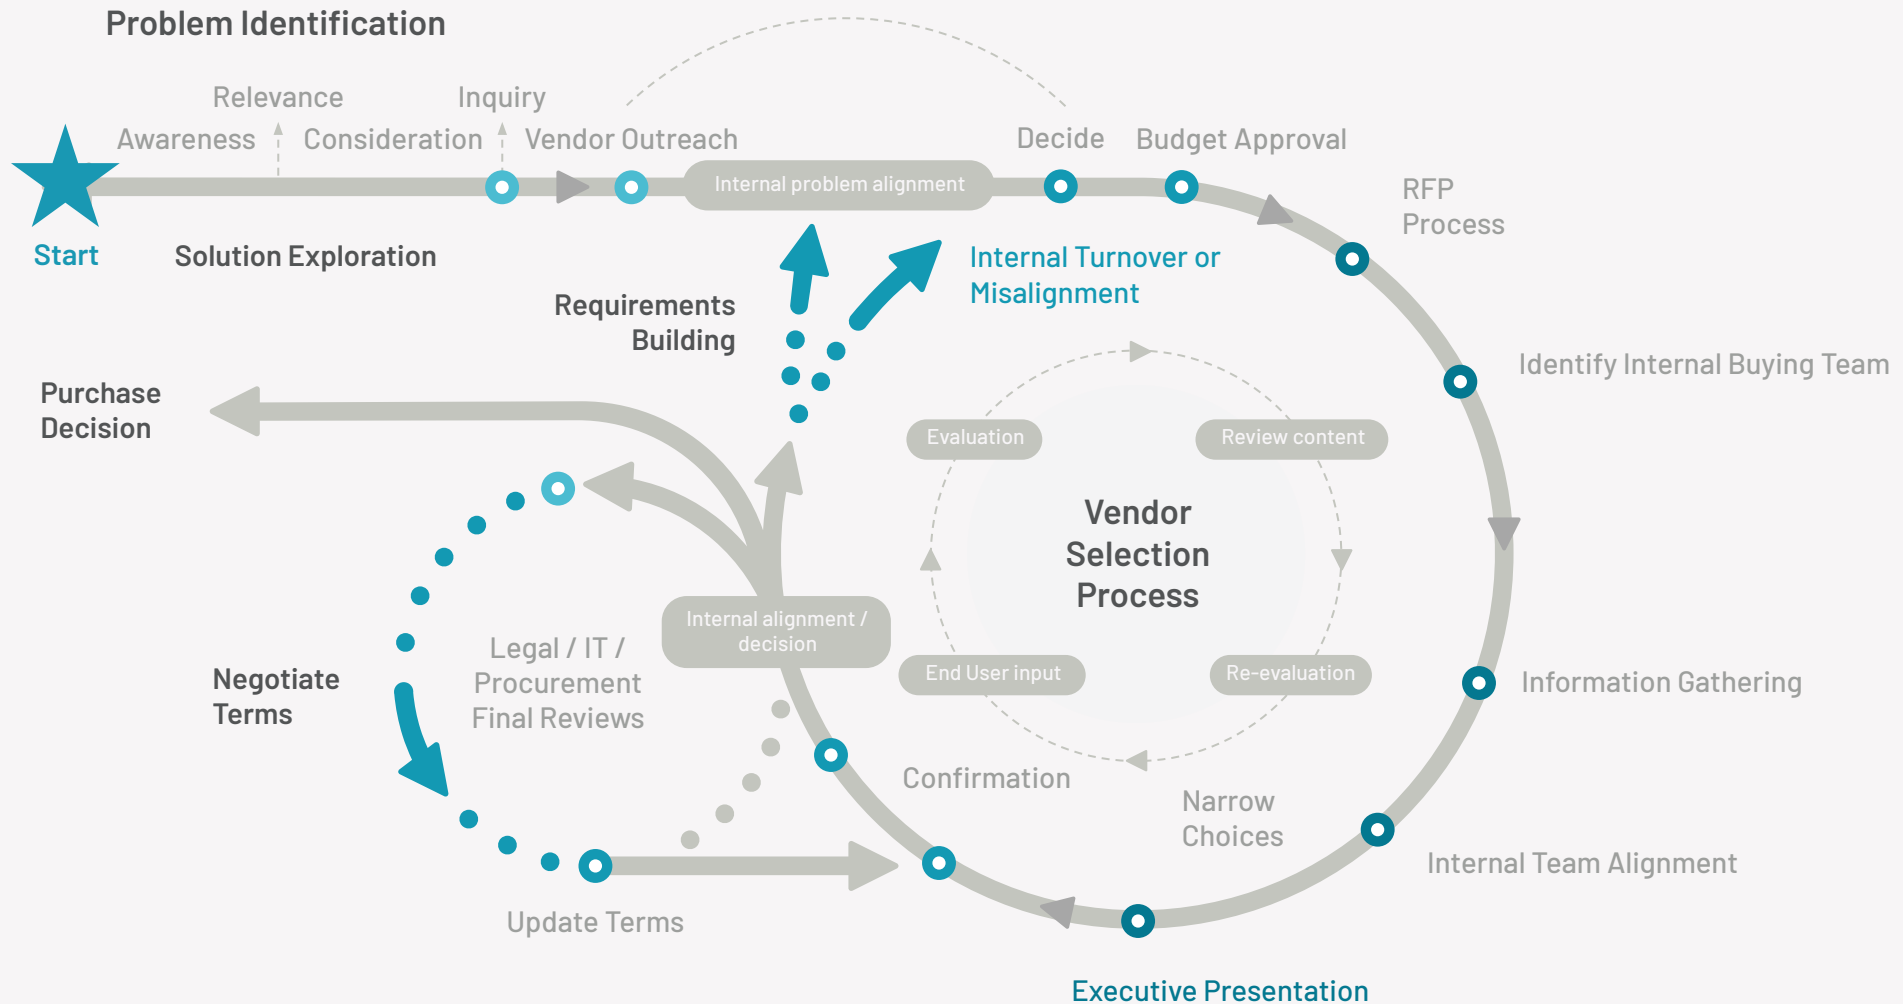 Problem Identification
Relevance
Inquiry
Awareness
Consideration
Vendor Outreach
Decide
Budget Approval
Internal problem alignment
RFP
Process
Start
Solution Exploration
Internal Turnover or
Misalignment
Requirements
Building
Identify Internal Buying Team
Purchase
Decision
Evaluation
Review content
Vendor
Selection
Process
Internal alignment /
decision
Legal / IT /
Procurement
Final Reviews
Negotiate
Terms
End User input
Re-evaluation
Information Gathering
Confirmation
Narrow
Choices
Internal Team Alignment
Update Terms
Executive Presentation